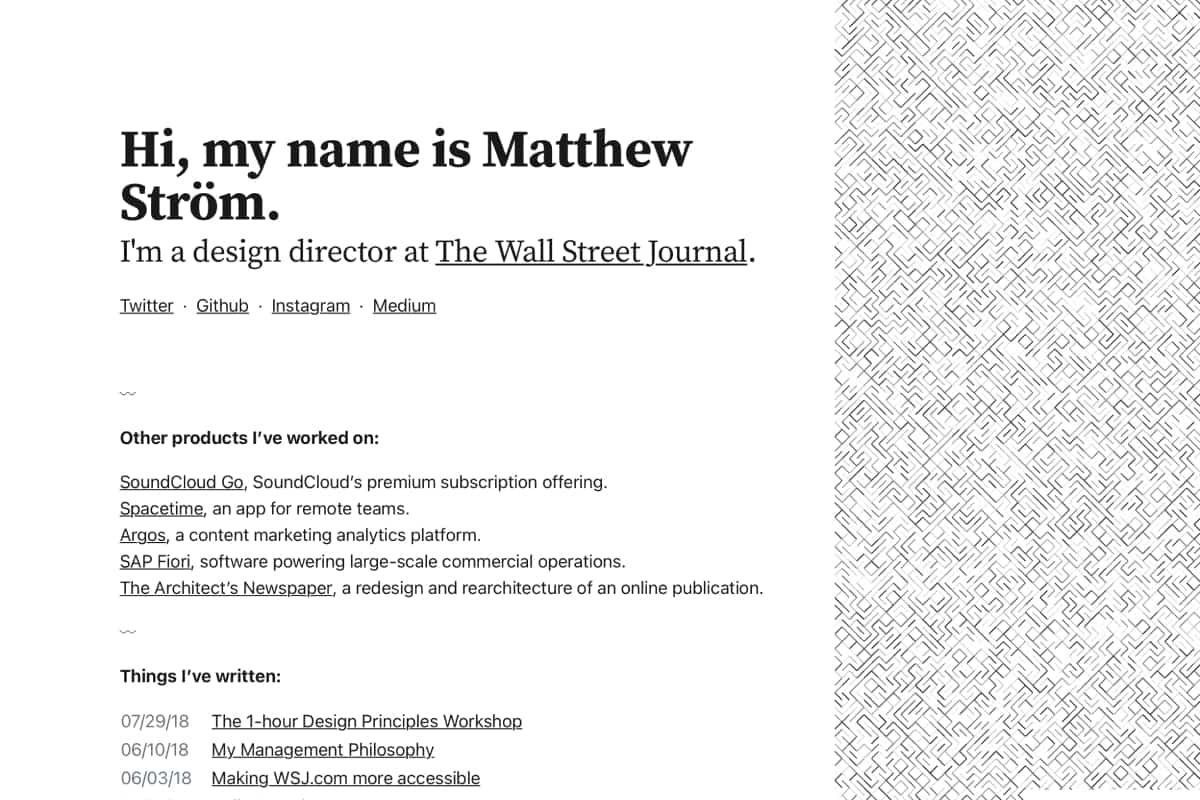 Hi, my name is Matthew
Ström.
I'm a design director at The Wall Street Journal.
Twitter · Github · Instagram · Medium
Other products I’ve worked on:
SoundCloud Go, SoundCloud’s premium subscription offering.
Spacetime, an app for remote teams.
Argos, a content marketing analytics platform.
SAP Fiori, software powering large-scale commercial operations.
The Architect’s Newspaper, a redesign and rearchitecture of an online publication.
Things I’ve written:
07/29/18 The 1-hour Design Principles Workshop
06/10/18 My Management Philosophy
06/03/18 Making WSJ.com more accessible